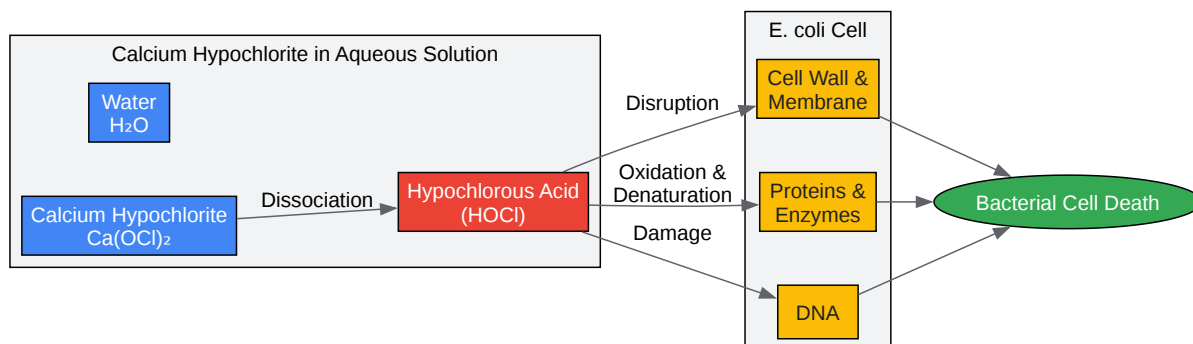 Calcium Hypochlorite in Aqueous Solution
Water
H₂O
Calcium Hypochlorite
Ca(OCl)₂
Dissociation
Hypochlorous Acid
(HOCl)
Disruption
Oxidation &
Denaturation
Damage
E. coli Cell
Cell Wall &
Membrane
Proteins &
Enzymes
DNA
Bacterial Cell Death